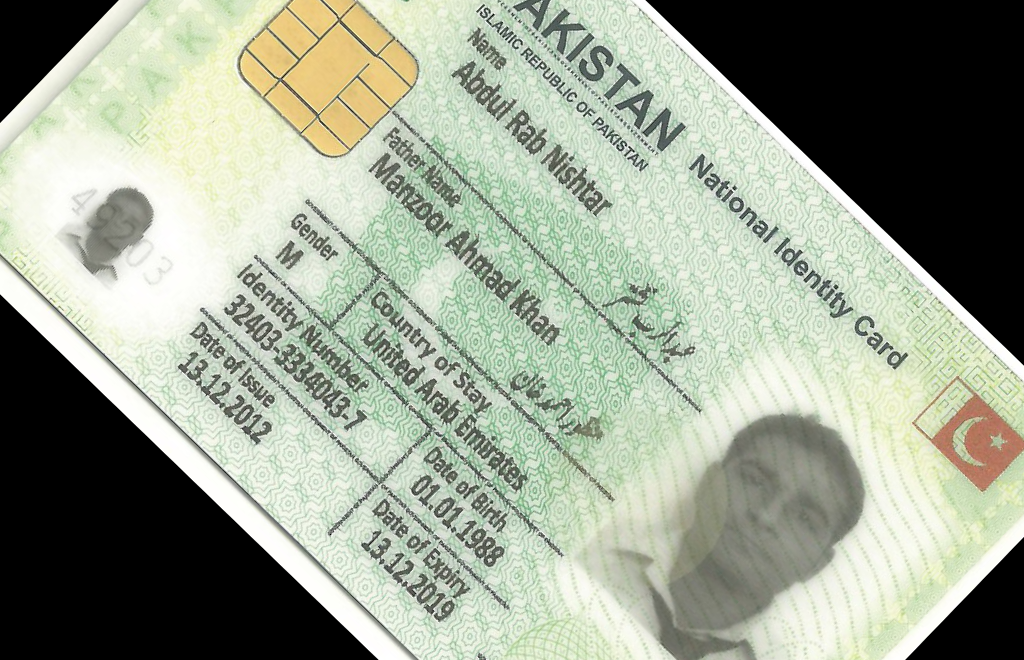 PAKISTAN National Identity Card
ISLAMIC REPUBLIC OF PAKISTAN
Name
Abdul Rab Nishtar
عبدالرب نشتر
Father Name
Manzoor Ahmad Khan
منظور احمد خان
Gender
M
Country of Stay
United Arab Emirates
Identity Number
32403-3334043-7
Date of Birth
01.01.1988
Date of Issue
13.12.2012
Date of Expiry
13.12.2019